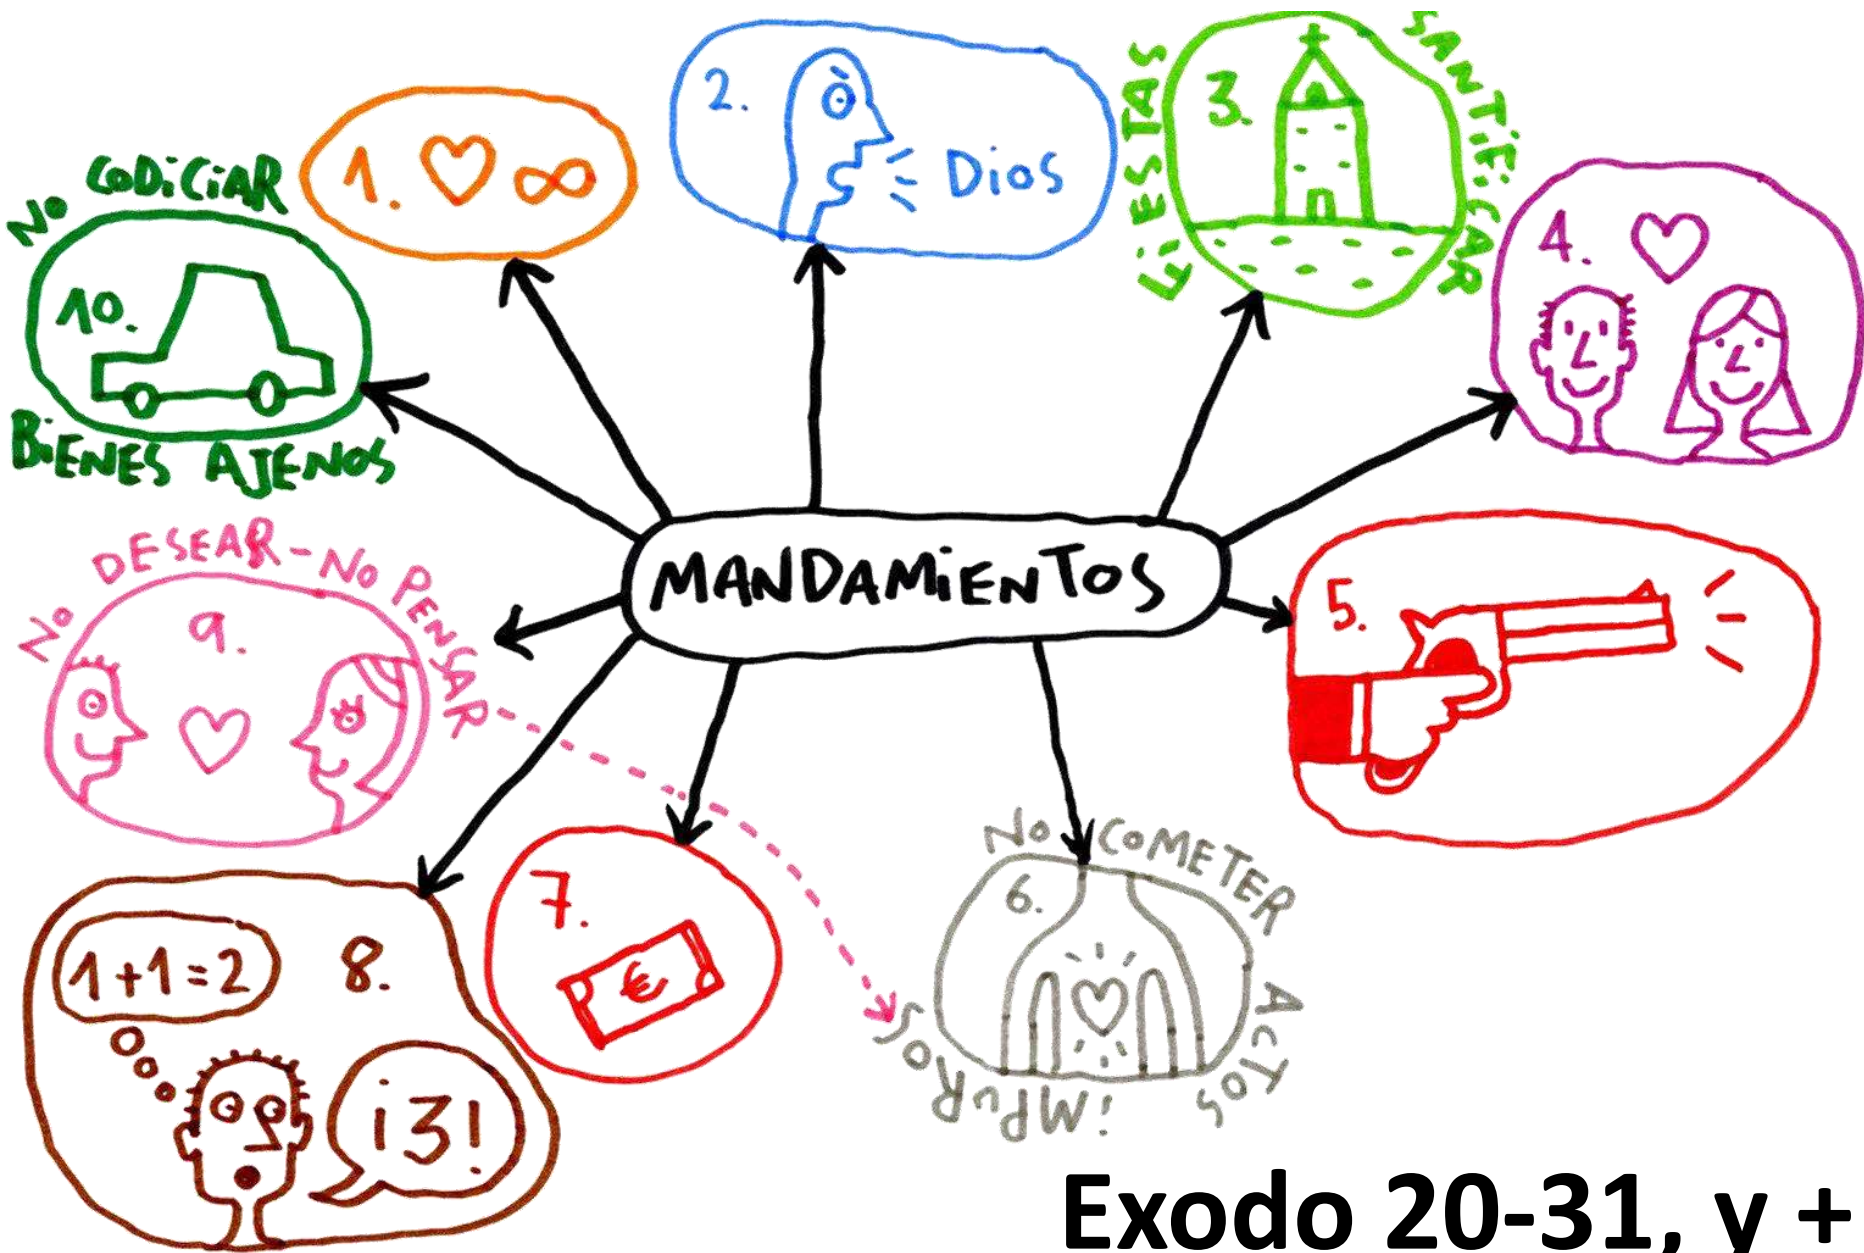 MANDAMiENTOS
1. ♡ ∞
2.
Dios
3.
FiESTAS
SANTiFiCAR
4.
5.
NO COMETER
ACTOS
iMPUROS
6.
7.
€
8.
1+1=2
¡3!
NO DESEAR-NO PENSAR
9.
NO CODiCiAR
10.
BiENES AJENOS
Exodo 20-31, y +